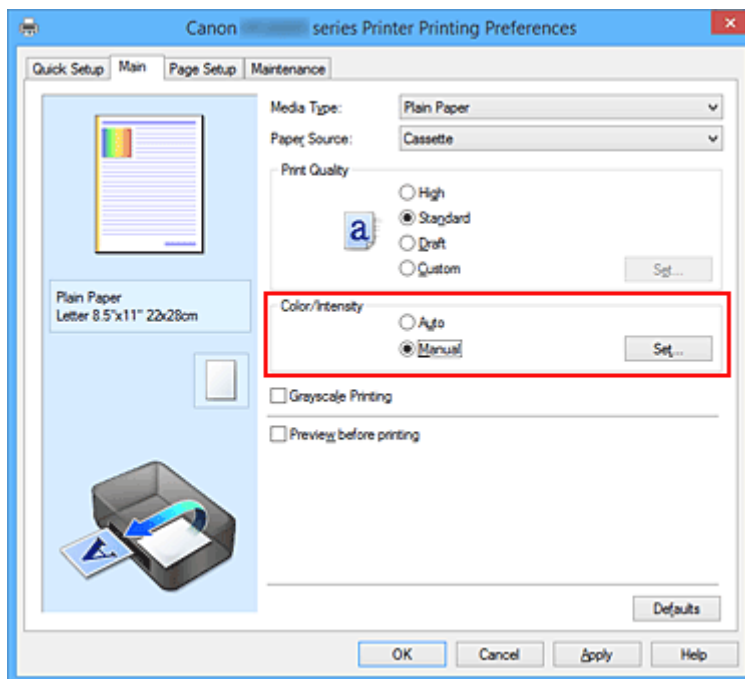 Canon series Printer Printing Preferences
Quick Setup Main Page Setup Maintenance
Media Type: Plain Paper
Paper Source: Cassette
Print Quality
High
a Standard
Draft
Custom Set...
Plain Paper
Letter 8.5"x11" 22x28cm
Color/Intensity
Auto
Manual Set...
Grayscale Printing
Preview before printing
A
Defaults
OK Cancel Apply Help